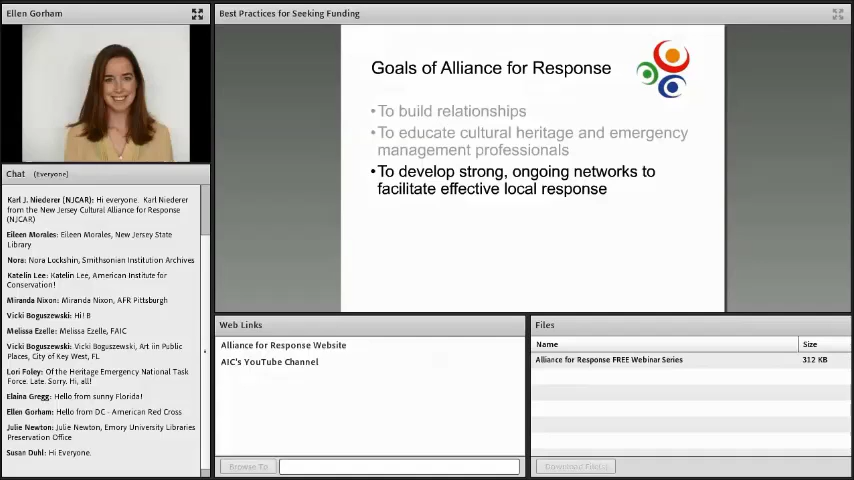 Ellen Gorham
Best Practices for Seeking Funding
Goals of Alliance for Response
•To build relationships
•To educate cultural heritage and emergency
management professionals
•To develop strong, ongoing networks to
facilitate effective local response
Chat (Everyone)
Karl J. Niederer (NJCAR): Hi everyone. Karl Niederer
from the New Jersey Cultural Alliance for Response
(NJCAR)
Eileen Morales: Eileen Morales, New Jersey State
Library
Nora: Nora Lockshin, Smithsonian Institution Archives
Katelin Lee: Katelin Lee, American Institute for
Conservation!
Miranda Nixon: Miranda Nixon, AFR Pittsburgh
Vicki Boguszewski: Hi! B
Melissa Ezelle: Melissa Ezelle, FAIC
Vicki Boguszewski: Vicki Boguszewski, Art iin Public
Places, City of Key West, FL
Lori Foley: Of the Heritage Emergency National Task
Force. Late. Sorry. Hi, all!
Elaina Gregg: Hello from sunny Florida!
Ellen Gorham: Hello from DC - American Red Cross
Julie Newton: Julie Newton, Emory University Libraries
Preservation Office
Susan Duhl: Hi Everyone.
Web Links
Alliance for Response Website
AIC's YouTube Channel
Browse To
Files
Name Size
Alliance for Response FREE Webinar Series 312 KB
Download File(s)